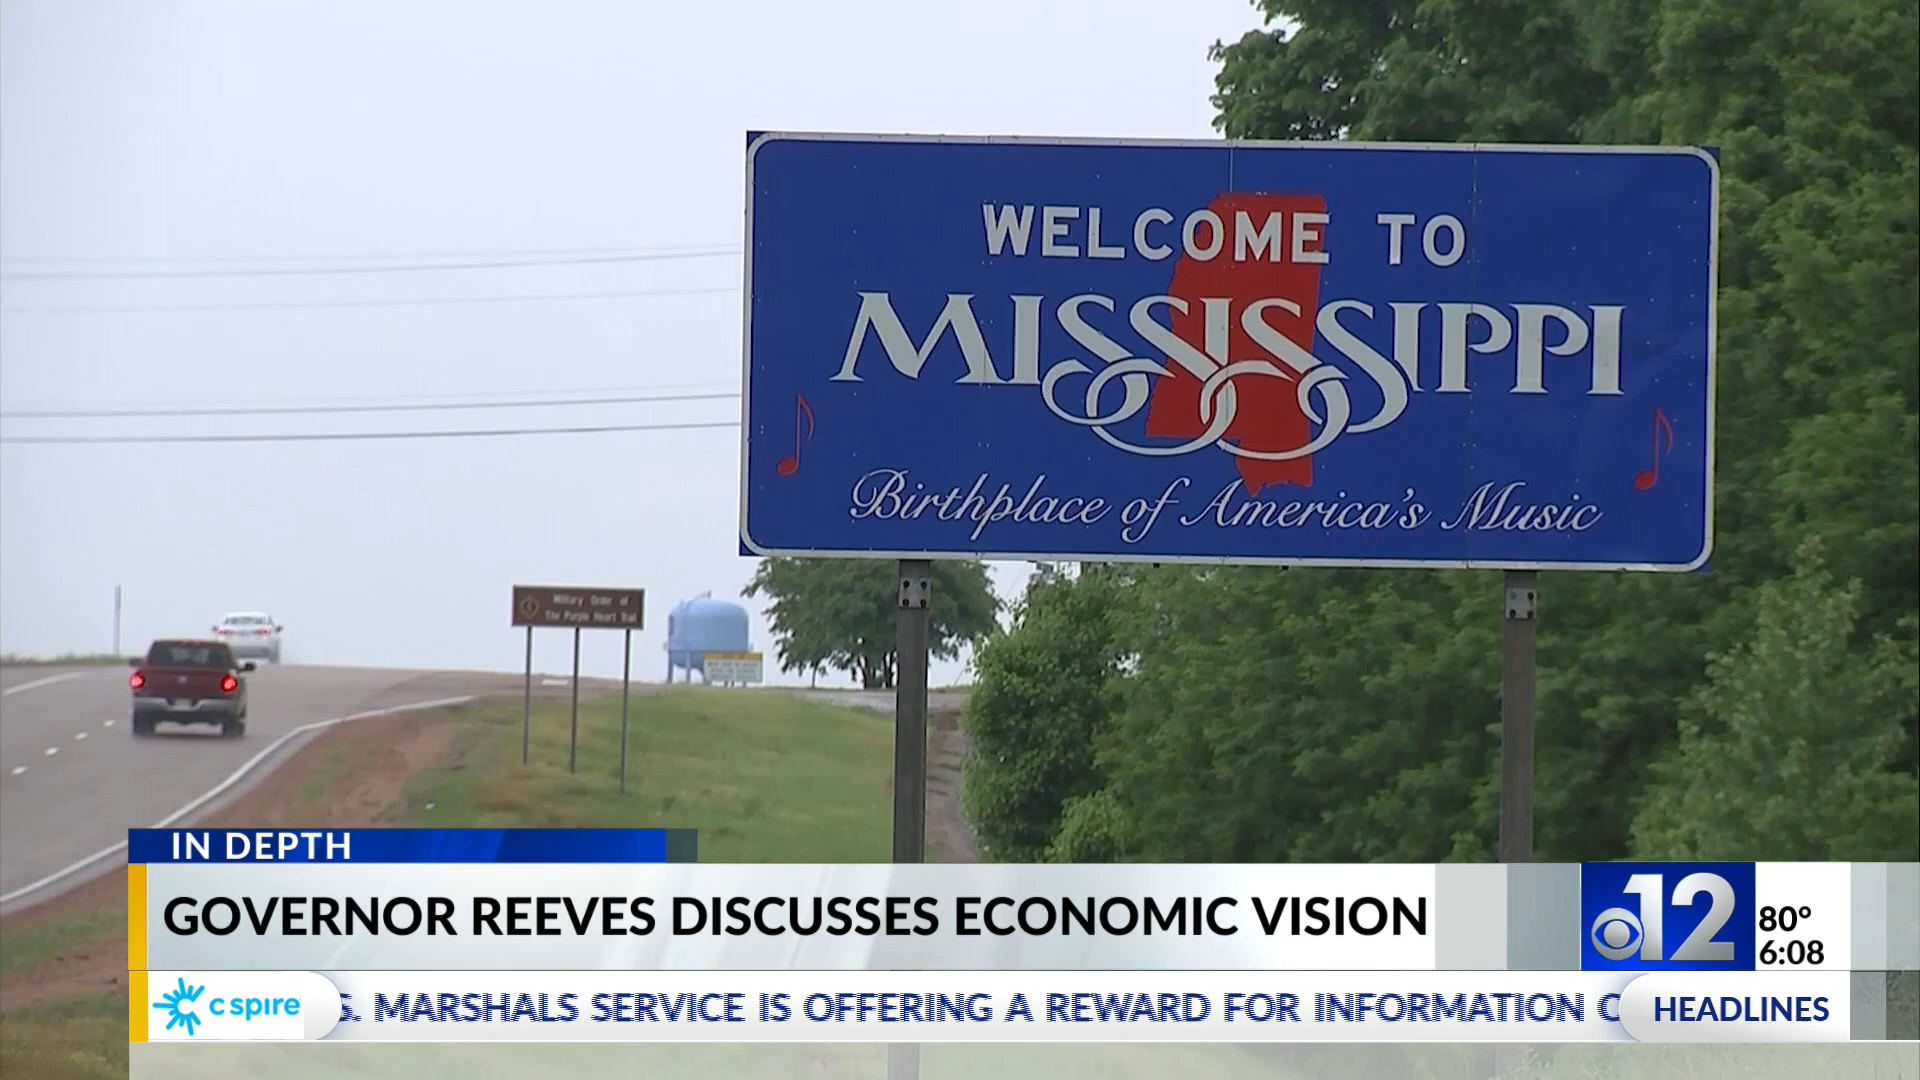 WELCOME TO
MISSISSIPPI
Birthplace of America's Music
Military Order of
The Purple Heart Trail
IN DEPTH
GOVERNOR REEVES DISCUSSES ECONOMIC VISION
12
80°
6:08
c spire
S. MARSHALS SERVICE IS OFFERING A REWARD FOR INFORMATION
HEADLINES